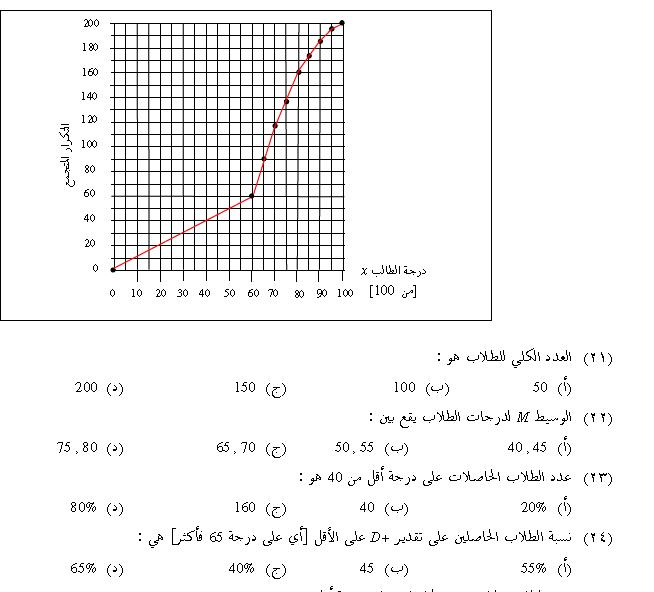 200
180
160
140
120
100
80
60
40
20
0
التكرار المتجمع
0 10 20 30 40 50 60 70 80 90 100
درجة الطالب x
[من 100]
(٢١) العدد الكلي للطلاب هو :
(أ) 50 (ب) 100 (ج) 150 (د) 200
(٢٢) الوسيط M لدرجات الطلاب يقع بين :
(أ) 40 , 45 (ب) 50 , 55 (ج) 65 , 70 (د) 75 , 80
(٢٣) عدد الطلاب الحاصلات على درجة أقل من 40 هو :
(أ) 20% (ب) 40 (ج) 160 (د) 80%
(٢٤) نسبة الطلاب الحاصلين على تقدير D+ على الأقل [أي على درجة 65 فأكثر] هي :
(أ) 55% (ب) 45 (ج) 40% (د) 65%